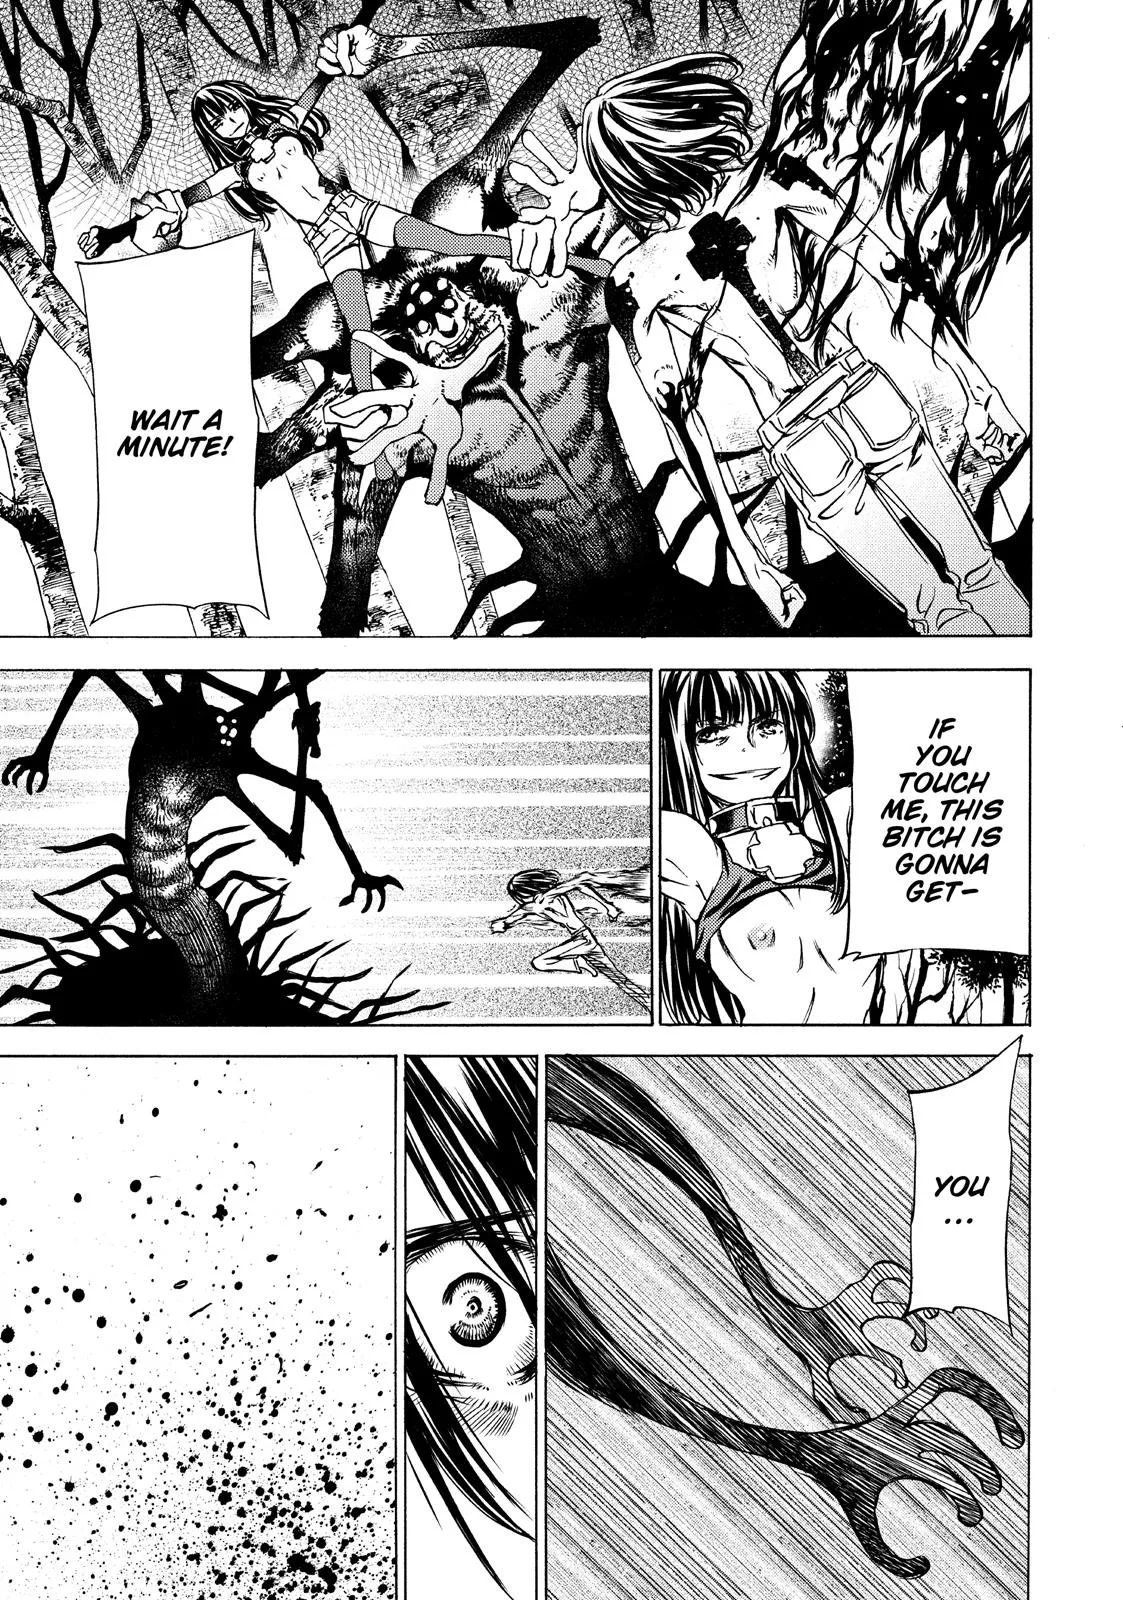 WAIT A
MINUTE!
IF
YOU
TOUCH
ME, THIS
BITCH IS
GONNA
GET-
YOU
...